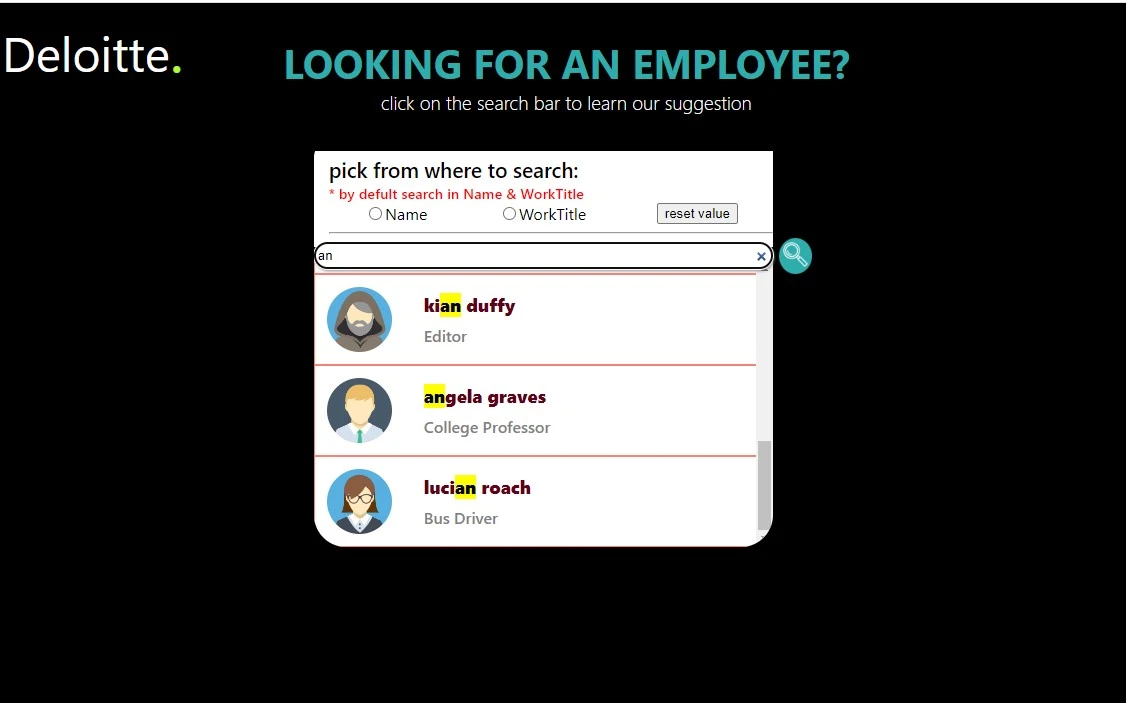 Deloitte.
LOOKING FOR AN EMPLOYEE?
click on the search bar to learn our suggestion
pick from where to search:
* by defult search in Name & WorkTitle
Name WorkTitle reset value
an
kian duffy
Editor
angela graves
College Professor
lucian roach
Bus Driver